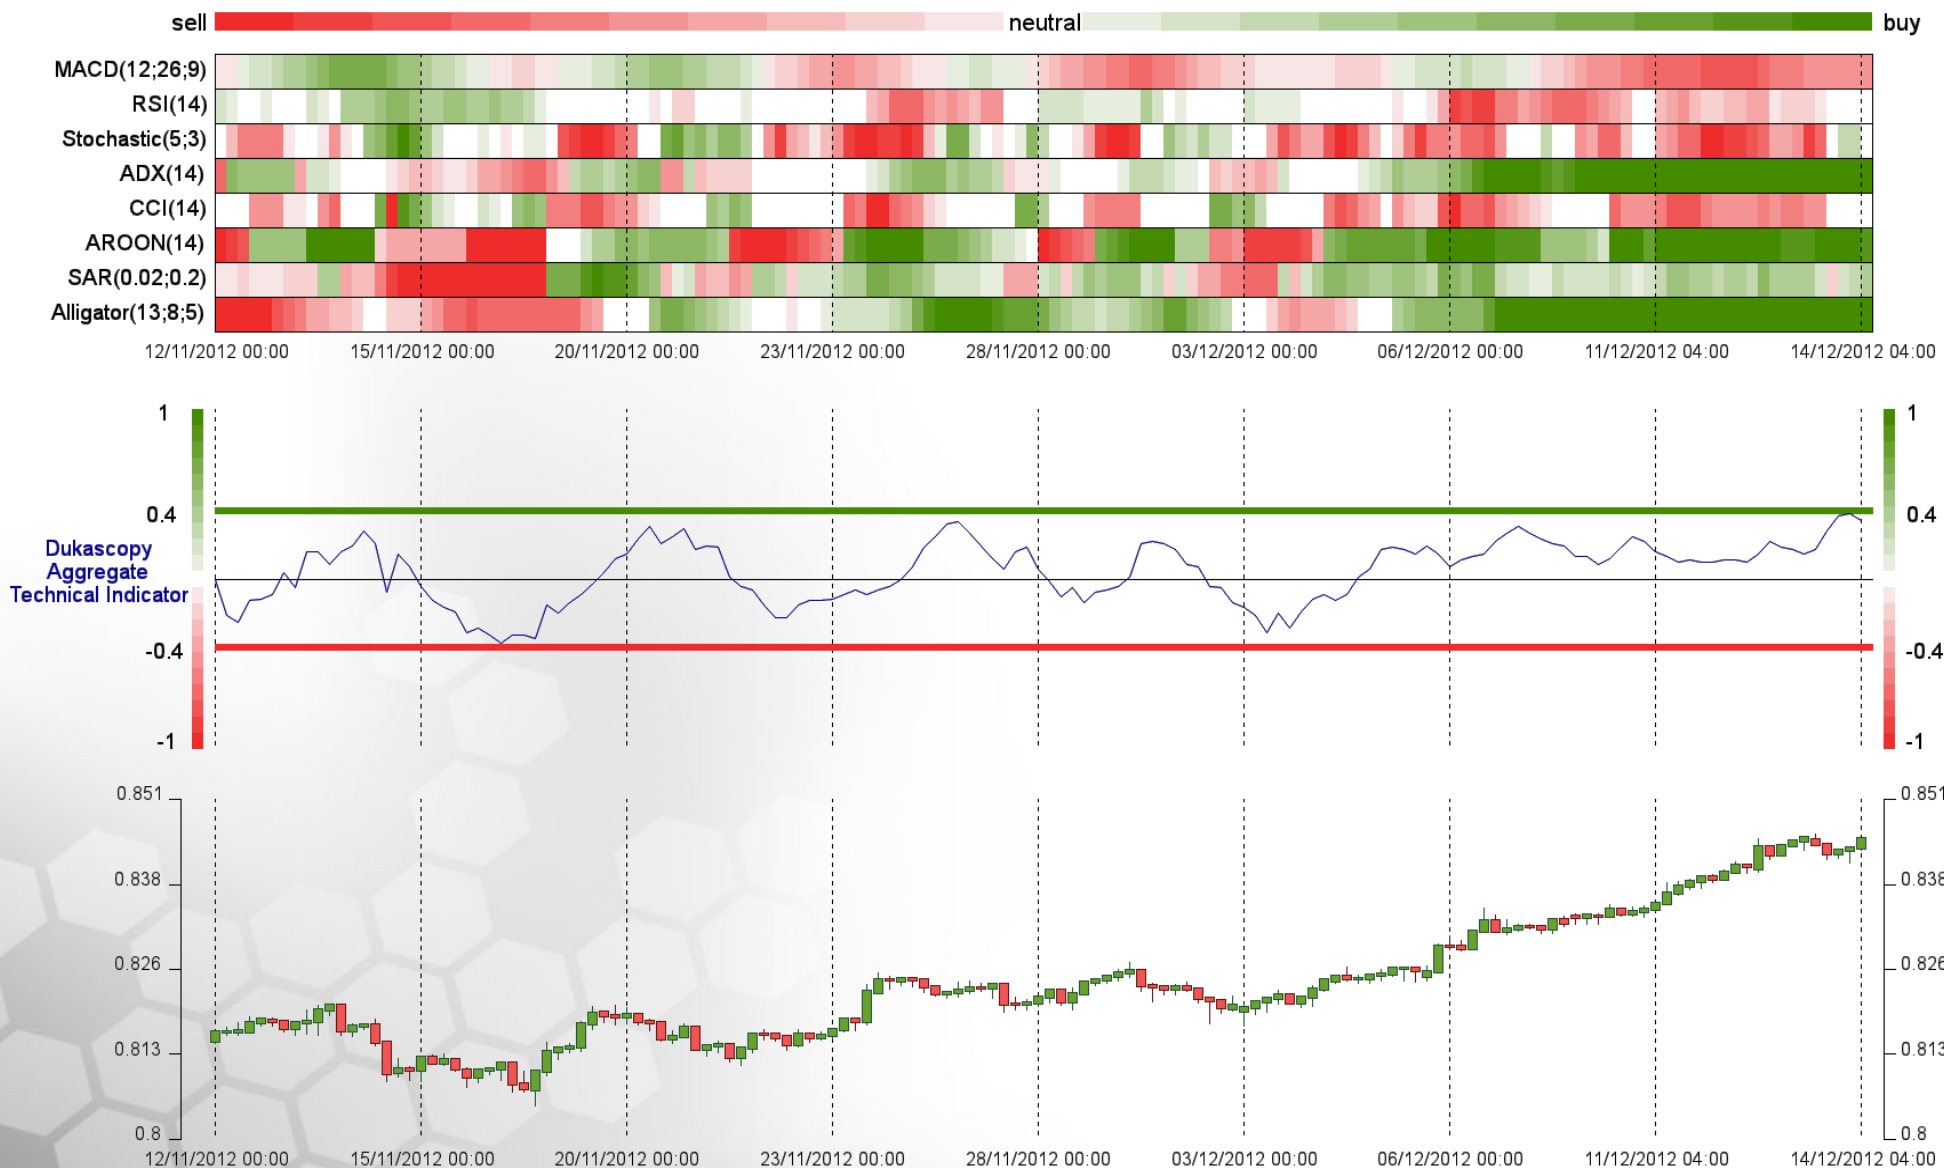 sell neutral buy
MACD(12;26;9)
RSI(14)
Stochastic(5;3)
ADX(14)
CCI(14)
AROON(14)
SAR(0.02;0.2)
Alligator(13;8;5)
12/11/2012 00:00 15/11/2012 00:00 20/11/2012 00:00 23/11/2012 00:00 28/11/2012 00:00 03/12/2012 00:00 06/12/2012 00:00 11/12/2012 04:00 14/12/2012 04:00
1 1
0.4 0.4
Dukascopy
Aggregate
Technical Indicator
-0.4 -0.4
-1 -1
0.851 0.851
0.838 0.838
0.826 0.826
0.813 0.813
0.8 0.8
12/11/2012 00:00 15/11/2012 00:00 20/11/2012 00:00 23/11/2012 00:00 28/11/2012 00:00 03/12/2012 00:00 06/12/2012 00:00 11/12/2012 04:00 14/12/2012 04:00